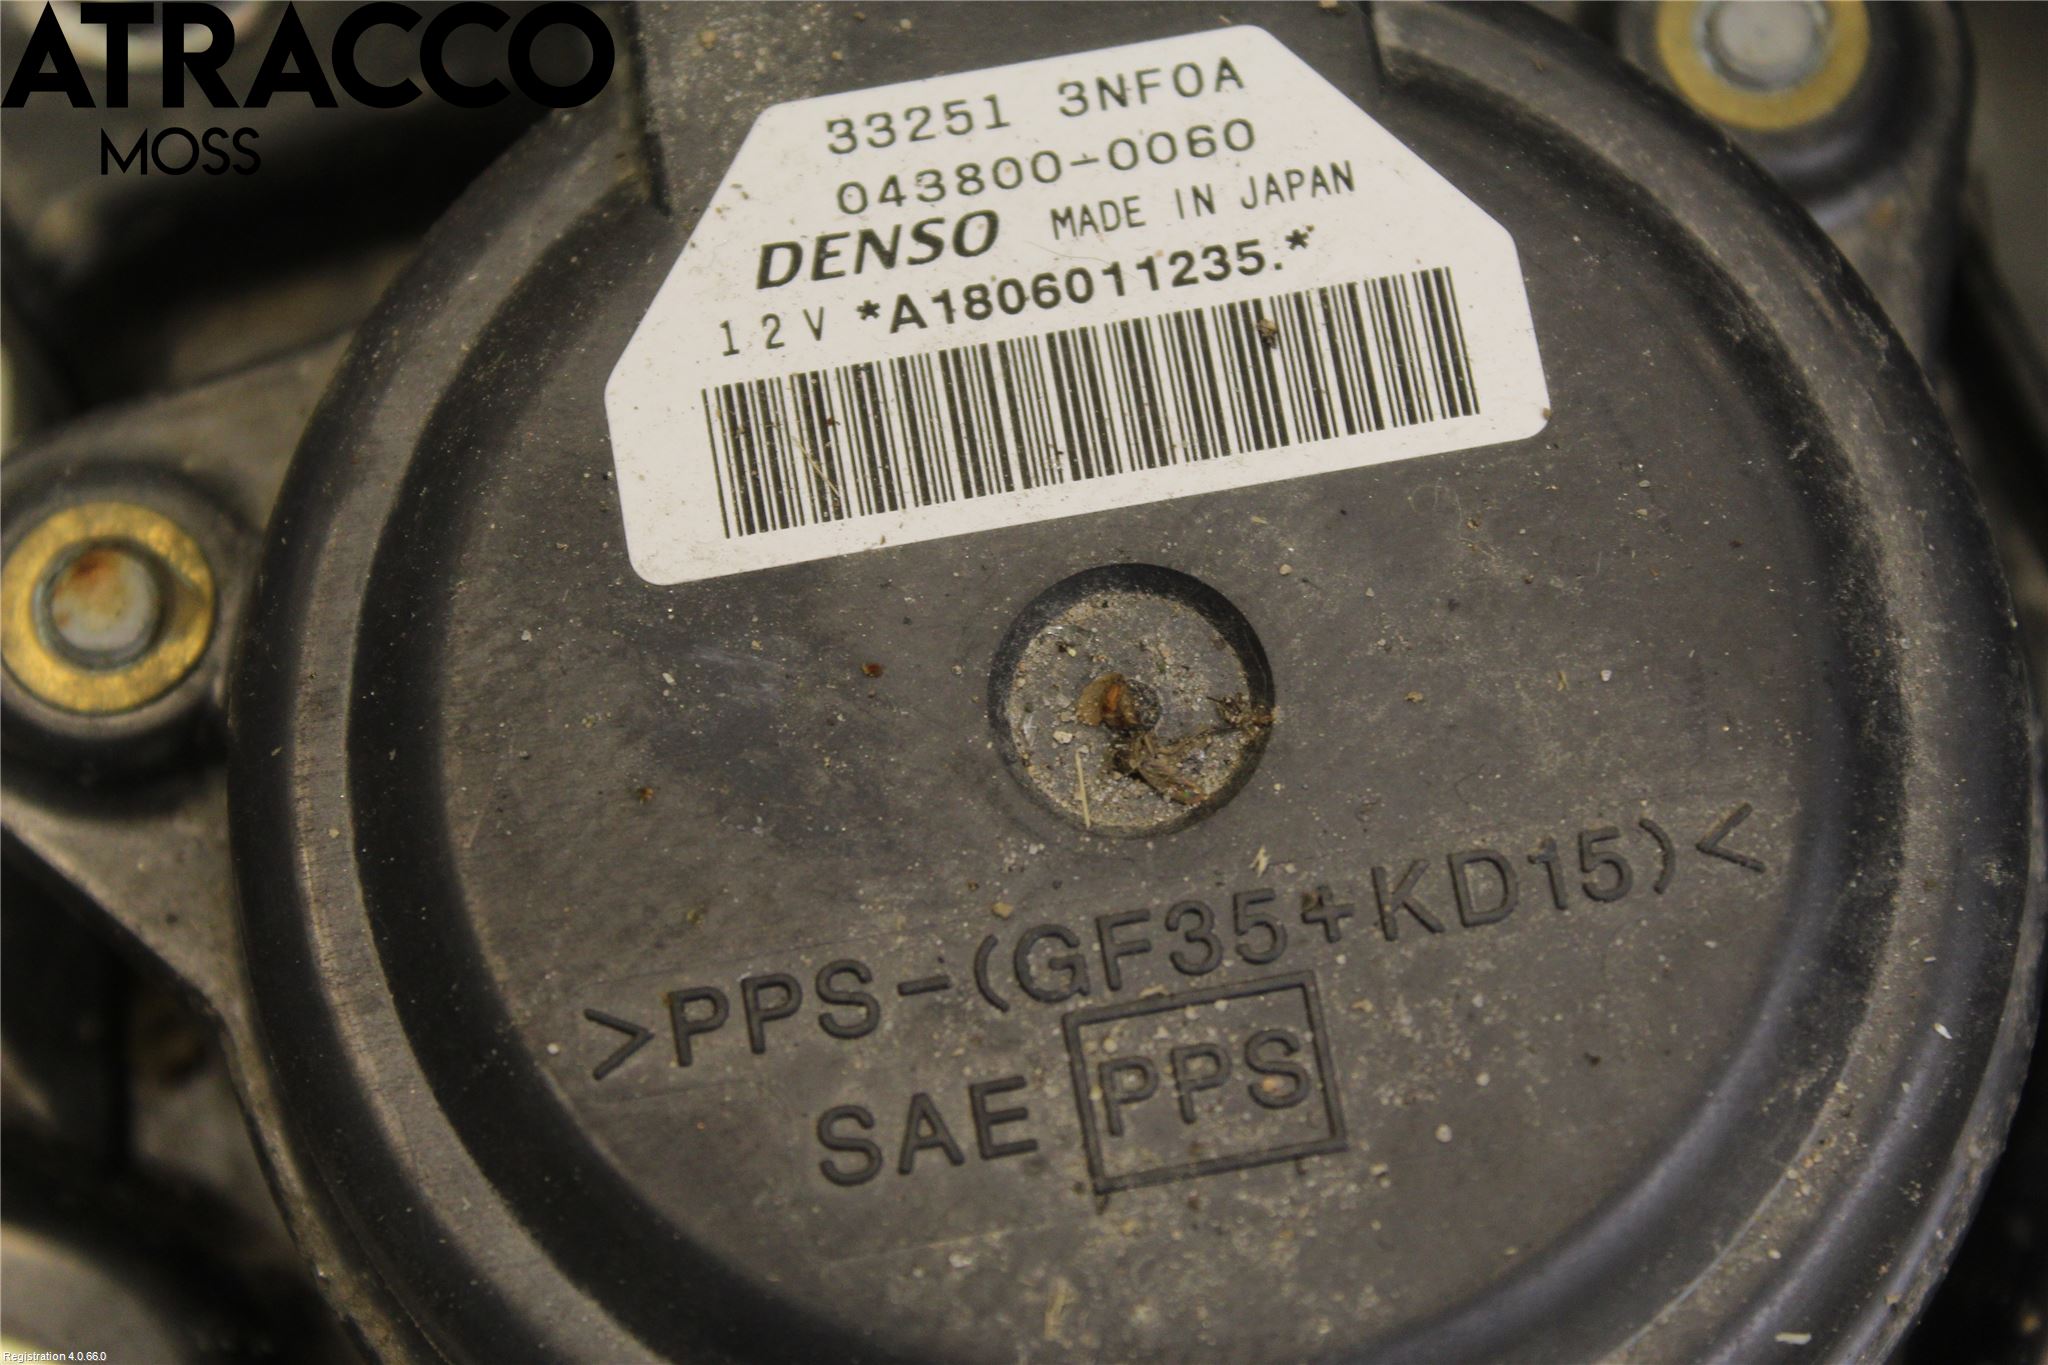 ATRACCO
MOSS
33251 3NF0A
043800-0060
DENSO MADE IN JAPAN
12V *A1806011235.*
>PPS-(GF35+KD15)<
SAE PPS
Registration 4.0.66.0